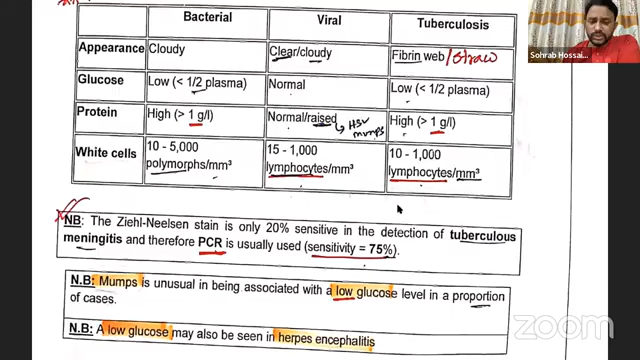 Bacterial Viral Tuberculosis
Appearance Cloudy Clear/cloudy Fibrin web /straw
Glucose Low (< 1/2 plasma) Normal Low (< 1/2 plasma)
Protein High (> 1 g/l) Normal/raised High (> 1 g/l)
HSV
mumps
White cells 10 - 5,000 15 - 1,000 10 - 1,000
polymorphs/mm³ lymphocytes/mm³ lymphocytes/mm³
NB: The Ziehl-Neelsen stain is only 20% sensitive in the detection of tuberculous
meningitis and therefore PCR is usually used (sensitivity = 75%).
N.B: Mumps is unusual in being associated with a low glucose level in a proportion
of cases.
N.B: A low glucose may also be seen in herpes encephalitis
Sohrab Hossai...
zoom